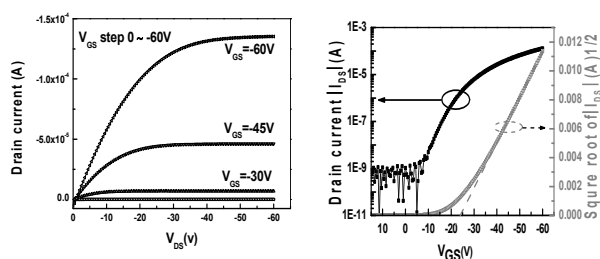 Drain current (A)
-1.5x10⁻⁴
-1.0x10⁻⁴
-5.0x10⁻⁵
0.0
V_GS step 0 ~ -60V
V_GS=-60V
V_GS=-45V
V_GS=-30V
0 -10 -20 -30 -40 -50 -60
V_DS(v)
Drain current |I_DS| (A)
1E-3
1E-5
1E-7
1E-9
1E-11
10 0 -10 -20 -30 -40 -50 -60
V_GS(V)
0.012
0.010
0.008
0.006
0.004
0.002
0.000
Squre root of|I_DS| (A)1/2